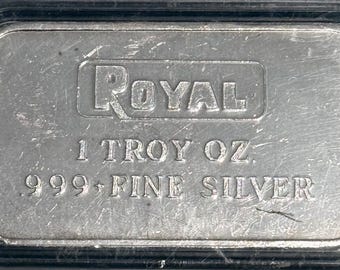 ROYAL
1 TROY OZ.
.999+FINE SILVER